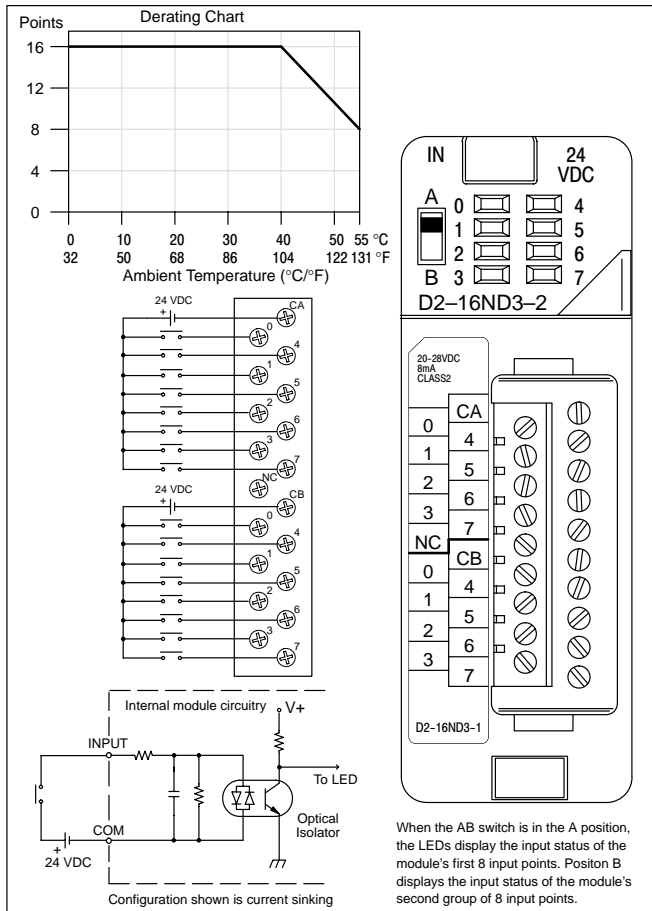 Derating Chart
Points
16
12
8
4
0
0 10 20 30 40 50 55 °C
32 50 68 86 104 122 131 °F
Ambient Temperature (°C/°F)
24 VDC
+
CA
0
4
1
5
2
6
3
7
NC
24 VDC
+
CB
0
4
1
5
2
6
3
7
Internal module circuitry
V+
INPUT
To LED
Optical
Isolator
COM
+
24 VDC
Configuration shown is current sinking
IN
24
VDC
A
B
0 4
1 5
2 6
3 7
D2–16ND3–2
20-28VDC
8mA
CLASS2
CA
0
4
1
5
2
6
3
7
NC
CB
0
4
1
5
2
6
3
7
D2-16ND3-1
When the AB switch is in the A position,
the LEDs display the input status of the
module's first 8 input points. Positon B
displays the input status of the module's
second group of 8 input points.